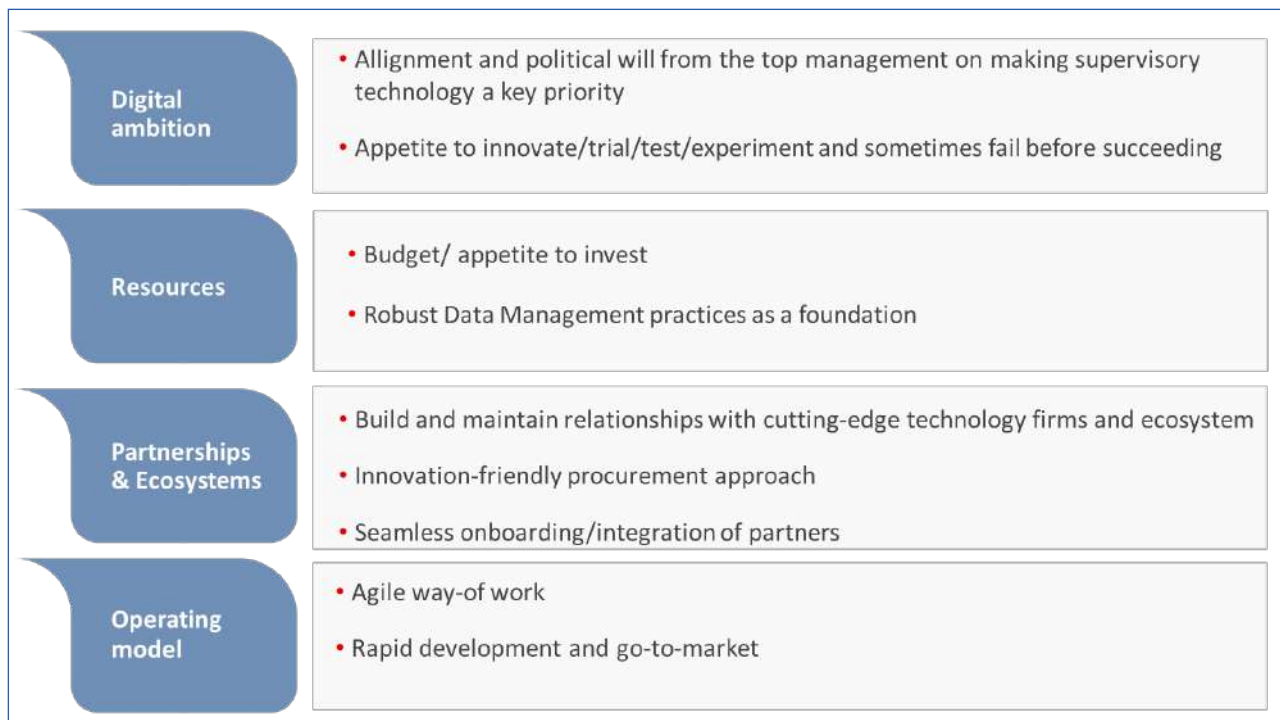 Digital
ambition
• Allignment and political will from the top management on making supervisory
technology a key priority
• Appetite to innovate/trial/test/experiment and sometimes fail before succeeding
Resources
• Budget/ appetite to invest
• Robust Data Management practices as a foundation
Partnerships
& Ecosystems
• Build and maintain relationships with cutting-edge technology firms and ecosystem
• Innovation-friendly procurement approach
• Seamless onboarding/integration of partners
Operating
model
• Agile way-of work
• Rapid development and go-to-market